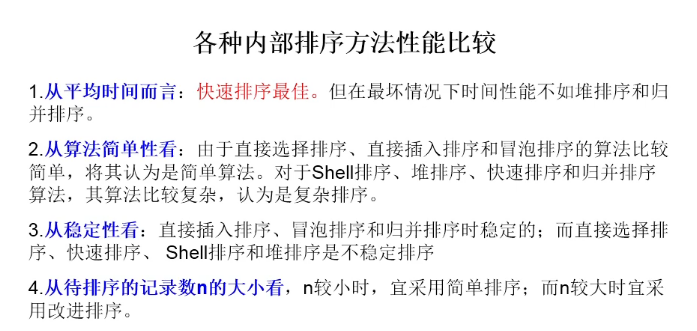 各种内部排序方法性能比较
1.从平均时间而言：快速排序最佳。但在最坏情况下时间性能不如堆排序和归
并排序。
2.从算法简单性看：由于直接选择排序、直接插入排序和冒泡排序的算法比较
简单，将其认为是简单算法。对于Shell排序、堆排序、快速排序和归并排序
算法，其算法比较复杂，认为是复杂排序。
3.从稳定性看：直接插入排序、冒泡排序和归并排序时稳定的；而直接选择排
序、快速排序、 Shell排序和堆排序是不稳定排序
4.从待排序的记录数n的大小看，n较小时，宜采用简单排序；而n较大时宜采
用改进排序。